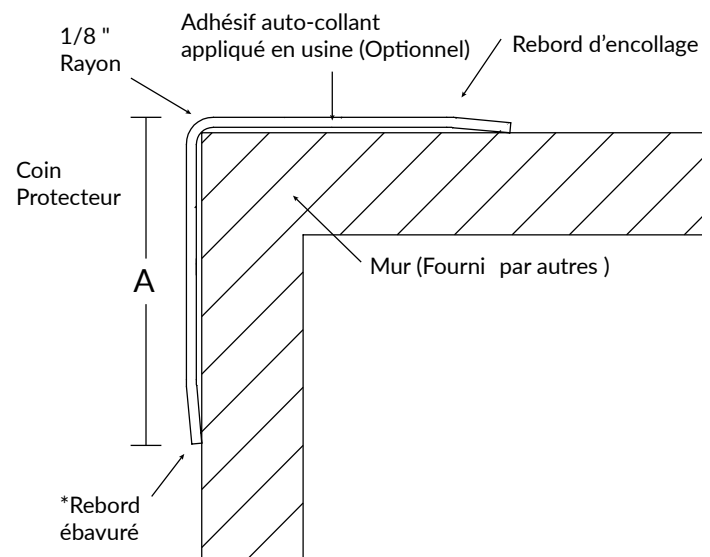 1/8 "
Rayon
Adhésif auto-collant
appliqué en usine (Optionnel)
Rebord d'encollage
Coin
Protecteur
A
Mur (Fourni par autres )
*Rebord
ébavuré